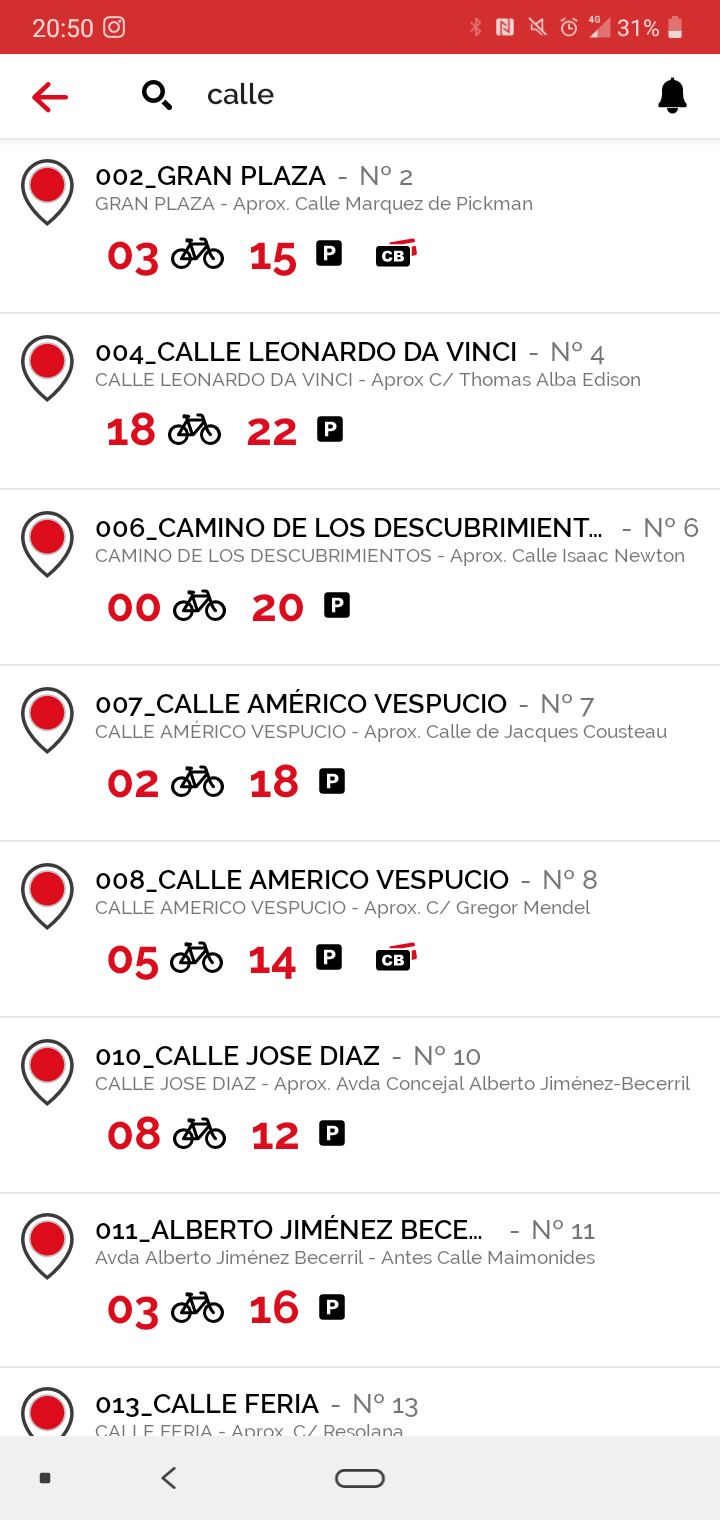 20:50 4G 31%
calle
002_GRAN PLAZA - Nº 2
GRAN PLAZA - Aprox. Calle Marquez de Pickman
03 15 P CB
004_CALLE LEONARDO DA VINCI - Nº 4
CALLE LEONARDO DA VINCI - Aprox C/ Thomas Alba Edison
18 22 P
006_CAMINO DE LOS DESCUBRIMIENT... - Nº 6
CAMINO DE LOS DESCUBRIMIENTOS - Aprox. Calle Isaac Newton
00 20 P
007_CALLE AMÉRICO VESPUCIO - Nº 7
CALLE AMÉRICO VESPUCIO - Aprox. Calle de Jacques Cousteau
02 18 P
008_CALLE AMERICO VESPUCIO - Nº 8
CALLE AMERICO VESPUCIO - Aprox. C/ Gregor Mendel
05 14 P CB
010_CALLE JOSE DIAZ - Nº 10
CALLE JOSE DIAZ - Aprox. Avda Concejal Alberto Jiménez-Becerril
08 12 P
011_ALBERTO JIMÉNEZ BECE... - Nº 11
Avda Alberto Jiménez Becerril - Antes Calle Maimonides
03 16 P
013_CALLE FERIA - Nº 13
CALLE FERIA - Aprox. C/ Resolana